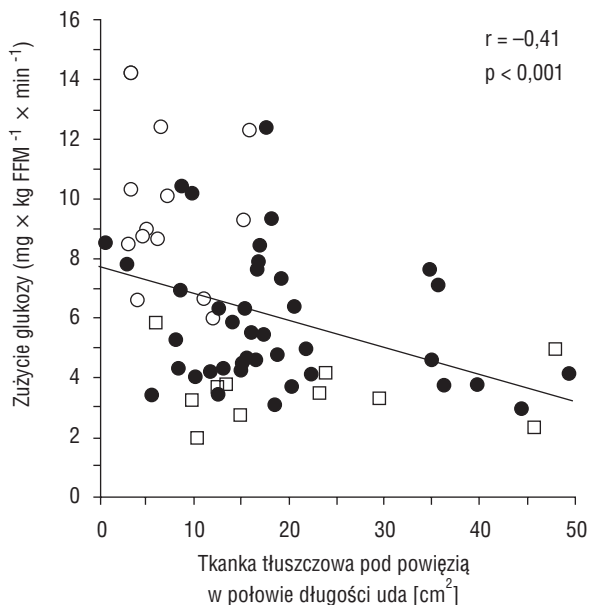 16
14
12
10
8
6
4
2
0
Zużycie glukozy (mg × kg FFM⁻¹ × min⁻¹)
r = –0,41
p < 0,001
0 10 20 30 40 50
Tkanka tłuszczowa pod powięzią
w połowie długości uda [cm²]